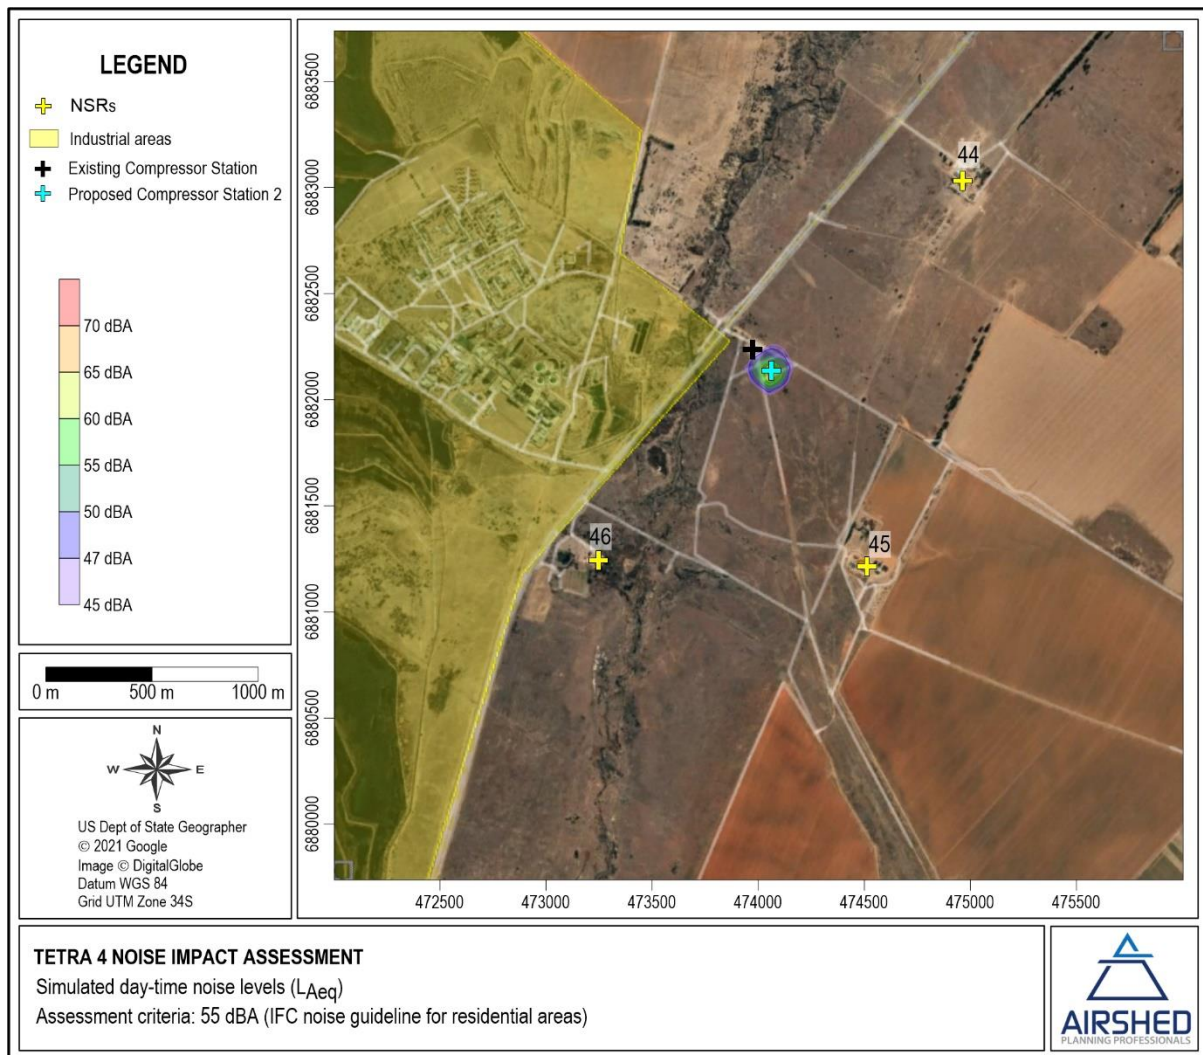 LEGEND
NSRs
Industrial areas
Existing Compressor Station
Proposed Compressor Station 2
70 dBA
65 dBA
60 dBA
55 dBA
50 dBA
47 dBA
45 dBA
0 m 500 m 1000 m
N
W E
S
US Dept of State Geographer
© 2021 Google
Image © DigitalGlobe
Datum WGS 84
Grid UTM Zone 34S
6883500
6883000
6882500
6882000
6881500
6881000
6880500
6880000
44
46
45
472500 473000 473500 474000 474500 475000 475500
TETRA 4 NOISE IMPACT ASSESSMENT
Simulated day-time noise levels (LAeq)
Assessment criteria: 55 dBA (IFC noise guideline for residential areas)
AIRSHED
PLANNING PROFESSIONALS